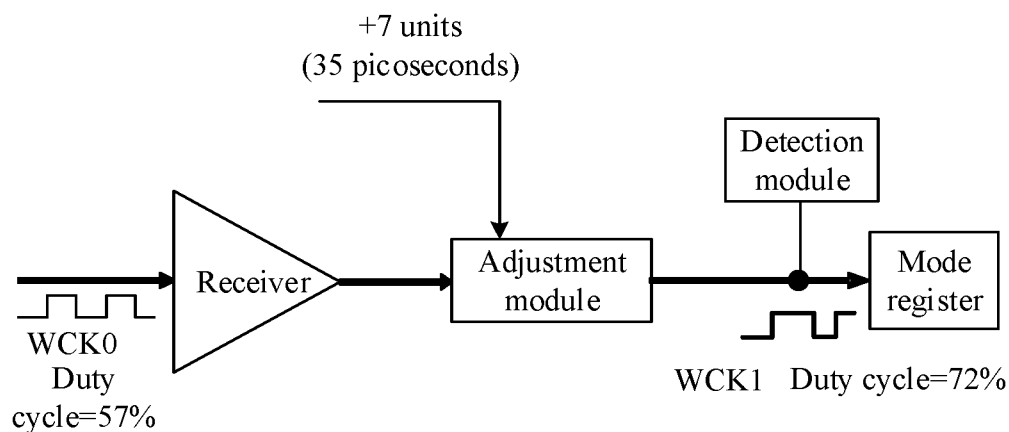 +7 units
(35 picoseconds)
Detection
module
Receiver
Adjustment
module
Mode
register
WCK0
Duty
cycle=57%
WCK1 Duty cycle=72%